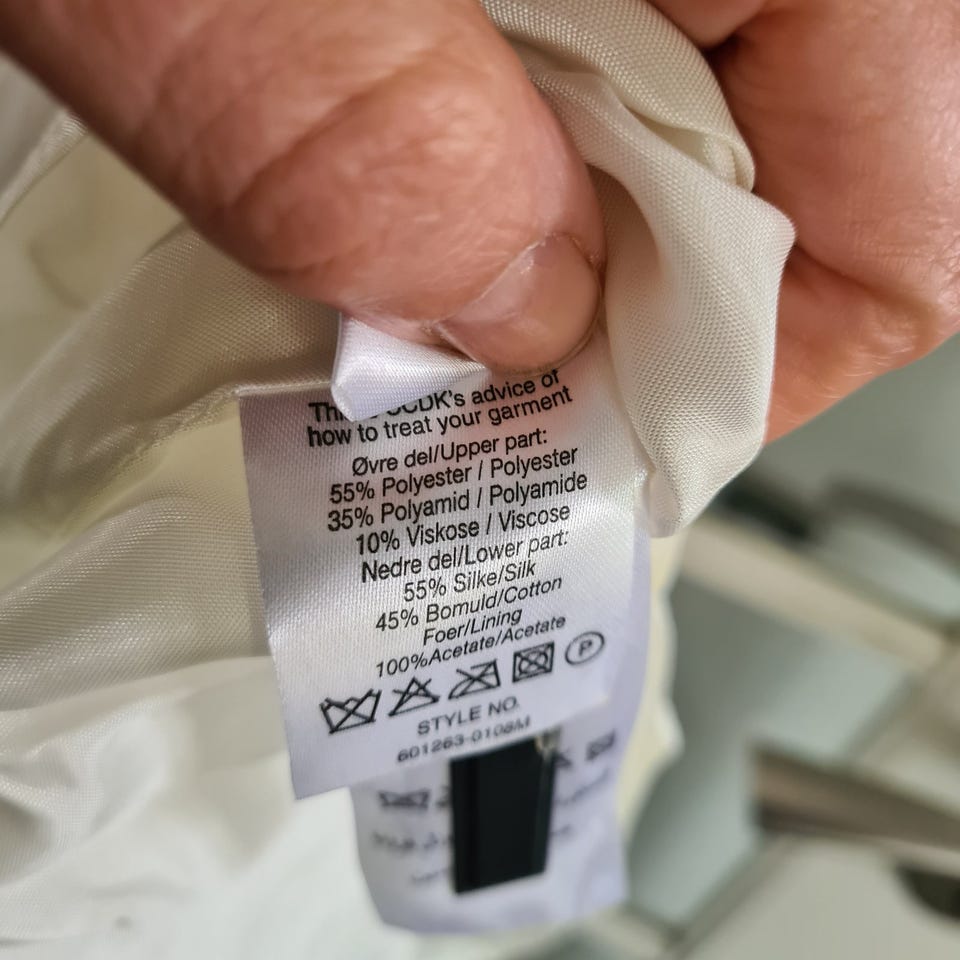 how to treat your garment
advice of
Øvre del/Upper part:
55% Polyester / Polyester
35% Polyamid / Polyamide
10% Viskose / Viscose
Nedre del/Lower part:
55% Silke/Silk
45% Bomuld/Cotton
Foer/Lining
100%Acetate/Acetate
P
STYLE NO.
601263-0108M